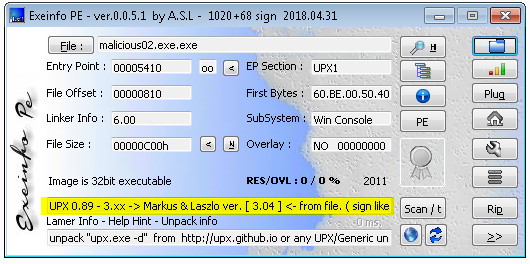 Exeinfo PE - ver.0.0.5.1 by A.S.L - 1020+68 sign 2018.04.31
File : malicious02.exe.exe H
Entry Point : 00005410 oo < EP Section : UPX1
File Offset : 00000810 First Bytes : 60.BE.00.50.40 Plug
Linker Info : 6.00 SubSystem : Win Console PE
File Size : 00000C00h < N Overlay : NO 00000000
Image is 32bit executable RES/OVL : 0 / 0 % 2011
Exeinfo Pe
UPX 0.89 - 3.xx -> Markus & Laszlo ver. [ 3.04 ] <- from file. ( sign like Scan / t Rip
Lamer Info - Help Hint - Unpack info -0 ms.
unpack "upx.exe -d" from http://upx.github.io or any UPX/Generic un >>